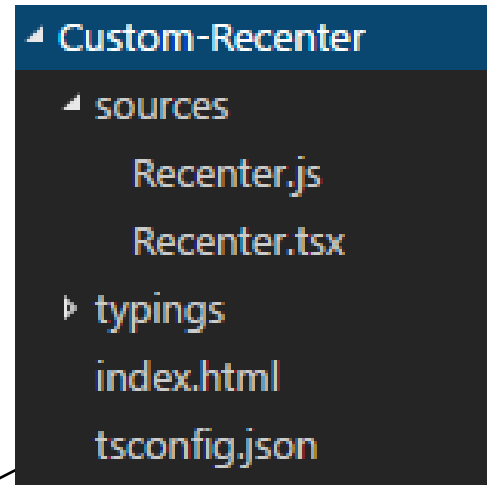 Custom-Recenter
sources
Recenter.js
Recenter.tsx
typings
index.html
tsconfig.json